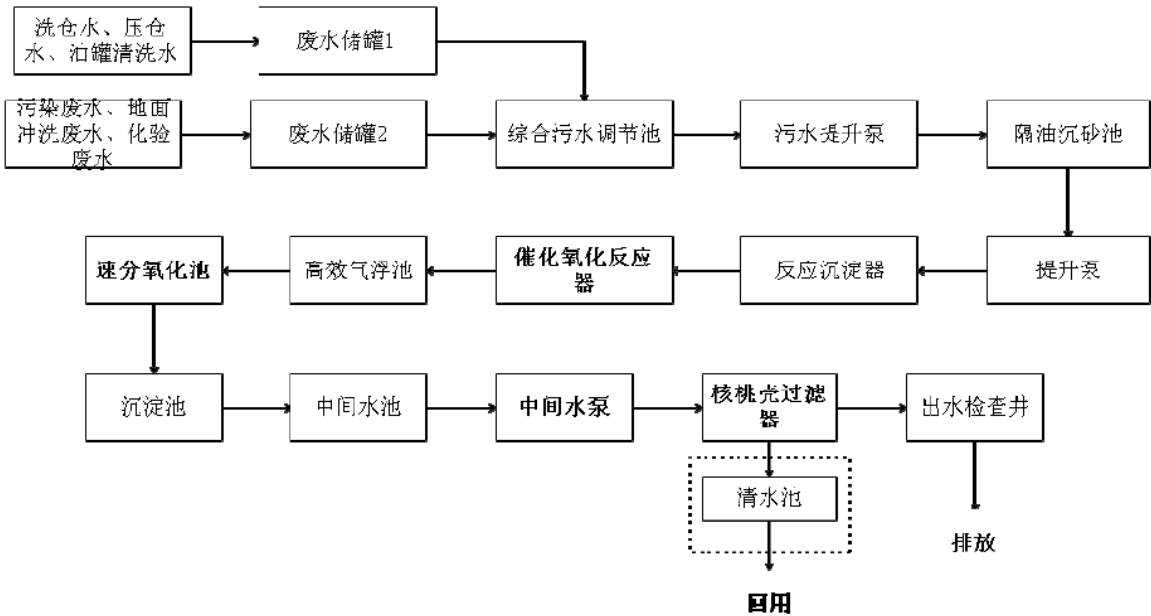 洗仓水、压仓
水、泊罐清洗水
废水储罐1
污染废水、地面
冲洗废水、化验
废水
废水储罐2
综合污水调节池
污水提升泵
隔油沉砂池
速分氧化池
高效气浮池
催化氧化反应
器
反应沉淀器
提升泵
沉淀池
中间水池
中间水泵
核桃壳过滤
器
出水检查井
清水池
排放
回用